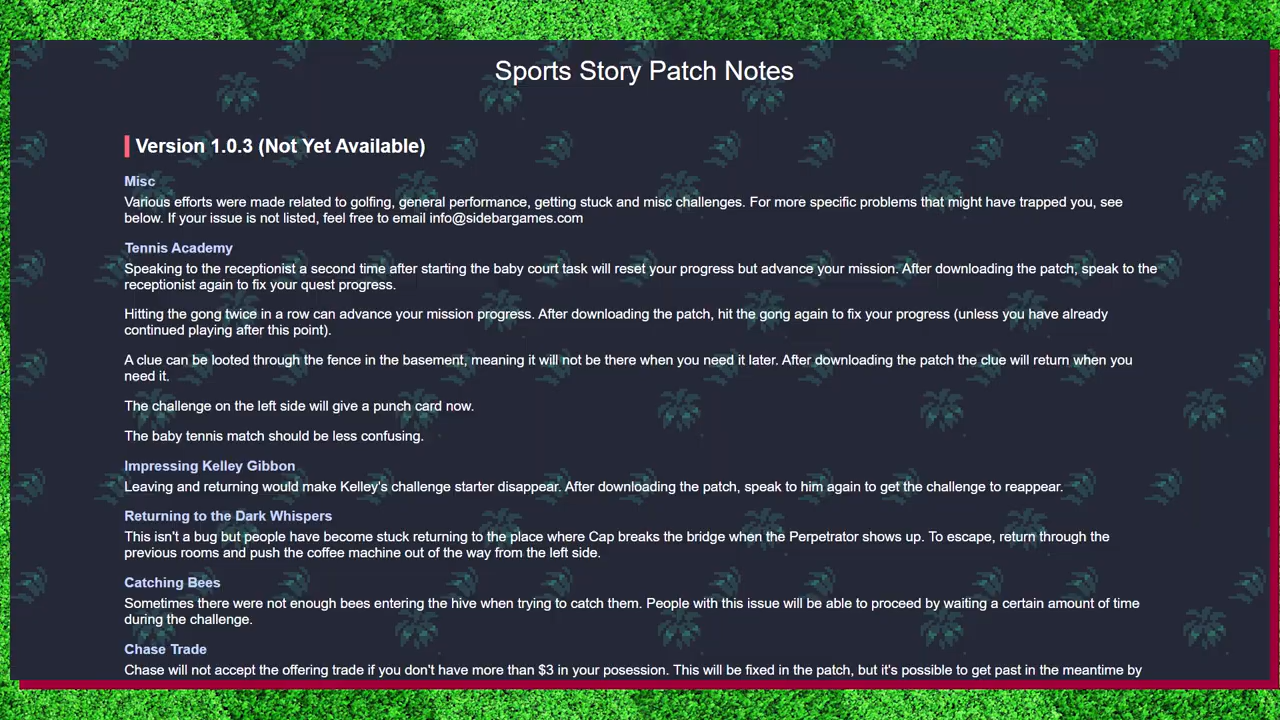 Sports Story Patch Notes
Version 1.0.3 (Not Yet Available)
Misc
Various efforts were made related to golfing, general performance, getting stuck and misc challenges. For more specific problems that might have trapped you, see
below. If your issue is not listed, feel free to email info@sidebargames.com
Tennis Academy
Speaking to the receptionist a second time after starting the baby court task will reset your progress but advance your mission. After downloading the patch, speak to the
receptionist again to fix your quest progress.
Hitting the gong twice in a row can advance your mission progress. After downloading the patch, hit the gong again to fix your progress (unless you have already
continued playing after this point).
A clue can be looted through the fence in the basement, meaning it will not be there when you need it later. After downloading the patch the clue will return when you
need it.
The challenge on the left side will give a punch card now.
The baby tennis match should be less confusing.
Impressing Kelley Gibbon
Leaving and returning would make Kelley's challenge starter disappear. After downloading the patch, speak to him again to get the challenge to reappear.
Returning to the Dark Whispers
This isn't a bug but people have become stuck returning to the place where Cap breaks the bridge when the Perpetrator shows up. To escape, return through the
previous rooms and push the coffee machine out of the way from the left side.
Catching Bees
Sometimes there were not enough bees entering the hive when trying to catch them. People with this issue will be able to proceed by waiting a certain amount of time
during the challenge.
Chase Trade
Chase will not accept the offering trade if you don't have more than $3 in your posession. This will be fixed in the patch, but it's possible to get past in the meantime by